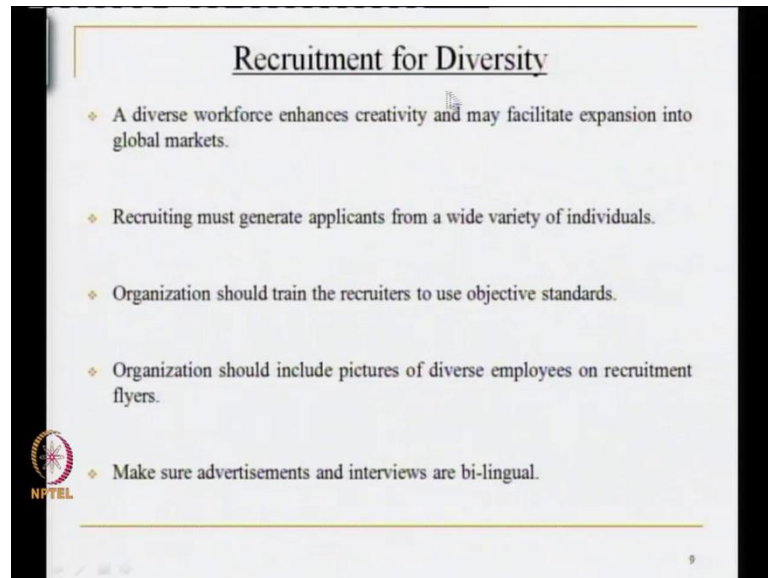 Recruitment for Diversity
❖ A diverse workforce enhances creativity and may facilitate expansion into
global markets.
❖ Recruiting must generate applicants from a wide variety of individuals.
❖ Organization should train the recruiters to use objective standards.
❖ Organization should include pictures of diverse employees on recruitment
flyers.
❖ Make sure advertisements and interviews are bi-lingual.
NPTEL
9